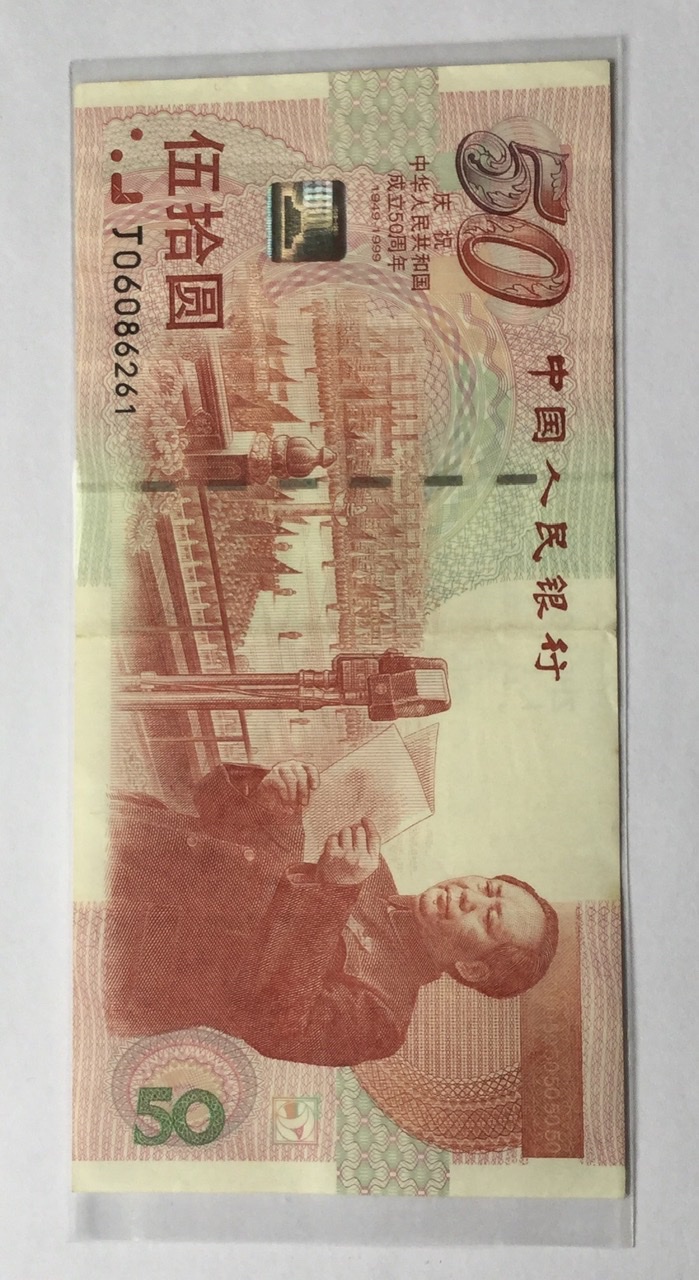 50
中国人民银行
庆祝
中华人民共和国
成立50周年
1949-1999
伍拾圆
J06086261
50